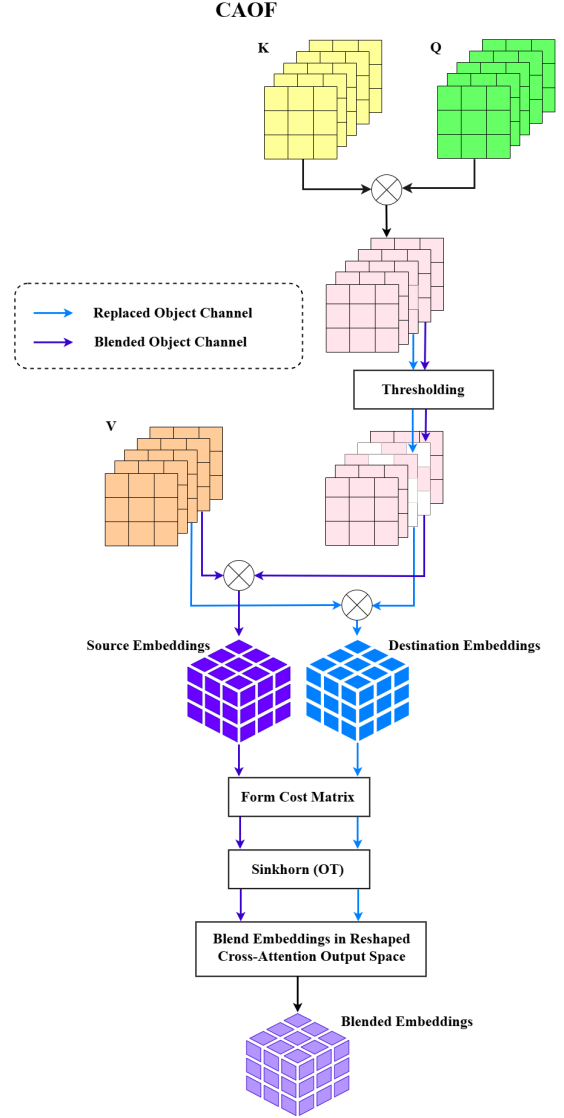 CAOF
K
Q
Replaced Object Channel
Blended Object Channel
Thresholding
V
Source Embeddings
Destination Embeddings
Form Cost Matrix
Sinkhorn (OT)
Blend Embeddings in Reshaped
Cross-Attention Output Space
Blended Embeddings